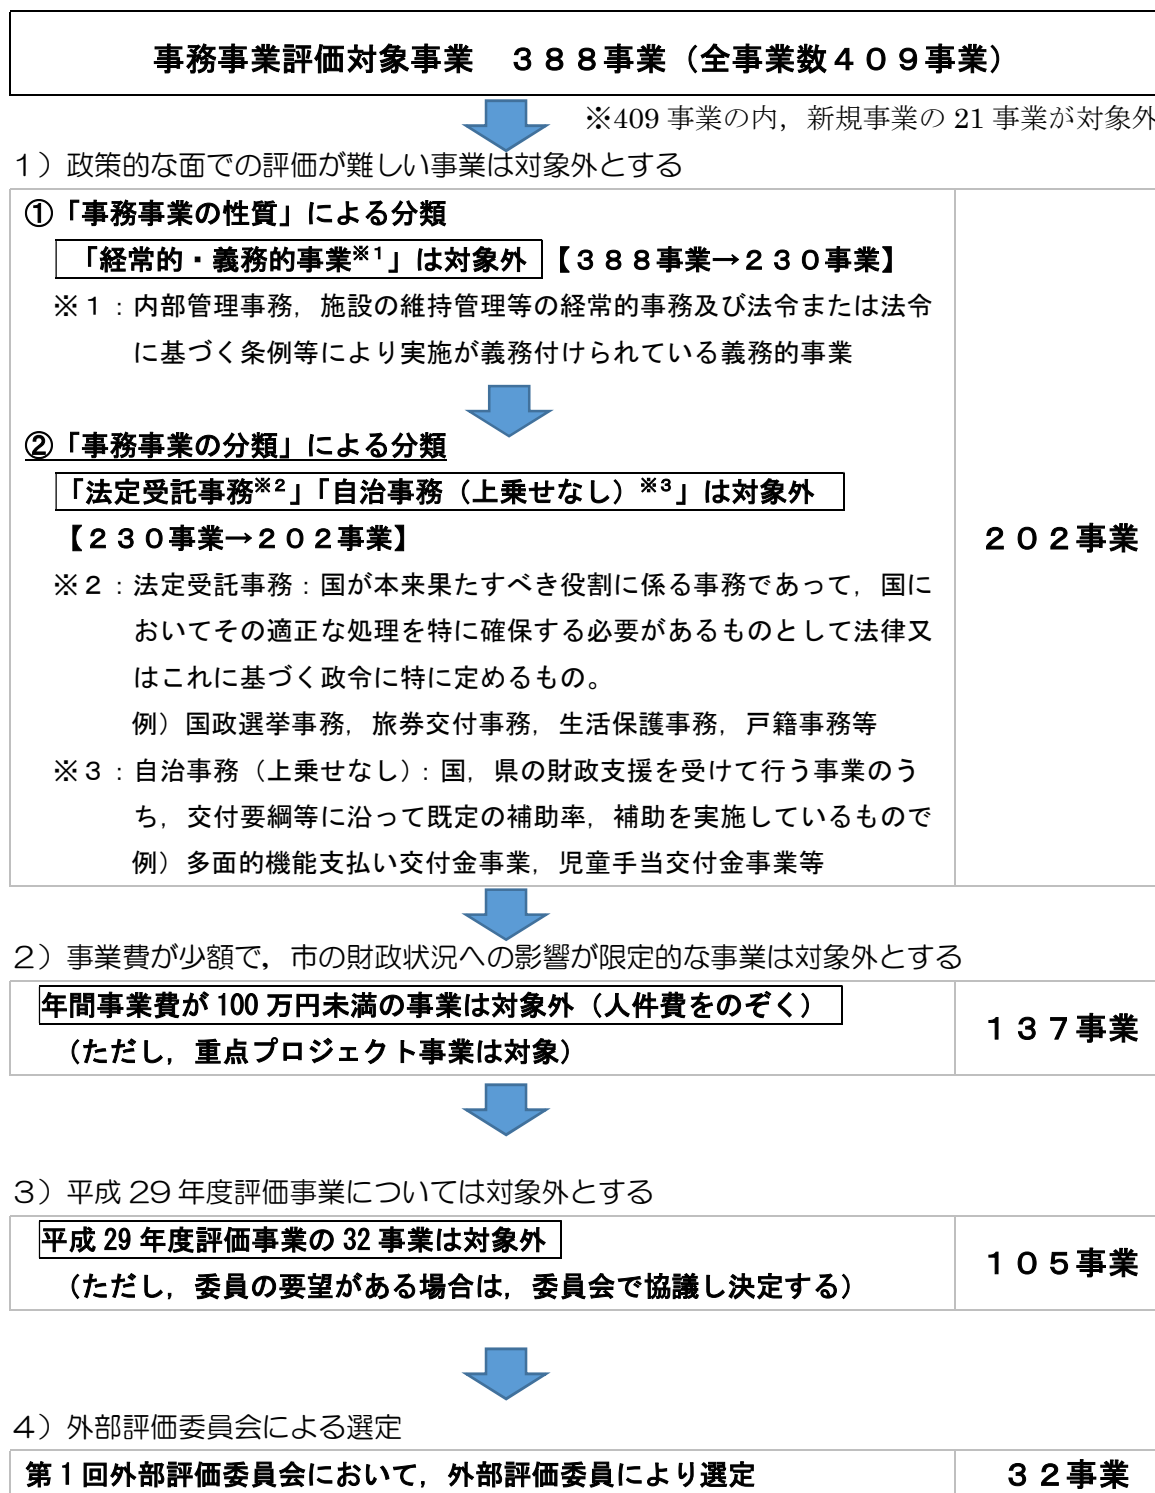 事務事業評価対象事業　３８８事業（全事業数４０９事業）
※409 事業の内，新規事業の 21 事業が対象外
１）政策的な面での評価が難しい事業は対象外とする
①「事務事業の性質」による分類
「経常的・義務的事業※１」は対象外【３８８事業→２３０事業】
※１：内部管理事務，施設の維持管理等の経常的事務及び法令または法令
に基づく条例等により実施が義務付けられている義務的事業
②「事務事業の分類」による分類
「法定受託事務※２」「自治事務（上乗せなし）※３」は対象外
【２３０事業→２０２事業】
２０２事業
※２：法定受託事務：国が本来果たすべき役割に係る事務であって，国に
おいてその適正な処理を特に確保する必要があるものとして法律又
はこれに基づく政令に特に定めるもの。
例）国政選挙事務，旅券交付事務，生活保護事務，戸籍事務等
※３：自治事務（上乗せなし）：国，県の財政支援を受けて行う事業のう
ち，交付要綱等に沿って既定の補助率，補助を実施しているもので
例）多面的機能支払い交付金事業，児童手当交付金事業等
２）事業費が少額で，市の財政状況への影響が限定的な事業は対象外とする
年間事業費が 100 万円未満の事業は対象外（人件費をのぞく）
（ただし，重点プロジェクト事業は対象）
１３７事業
３）平成 29 年度評価事業については対象外とする
平成 29 年度評価事業の 32 事業は対象外
（ただし，委員の要望がある場合は，委員会で協議し決定する）
１０５事業
４）外部評価委員会による選定
第１回外部評価委員会において，外部評価委員により選定
３２事業